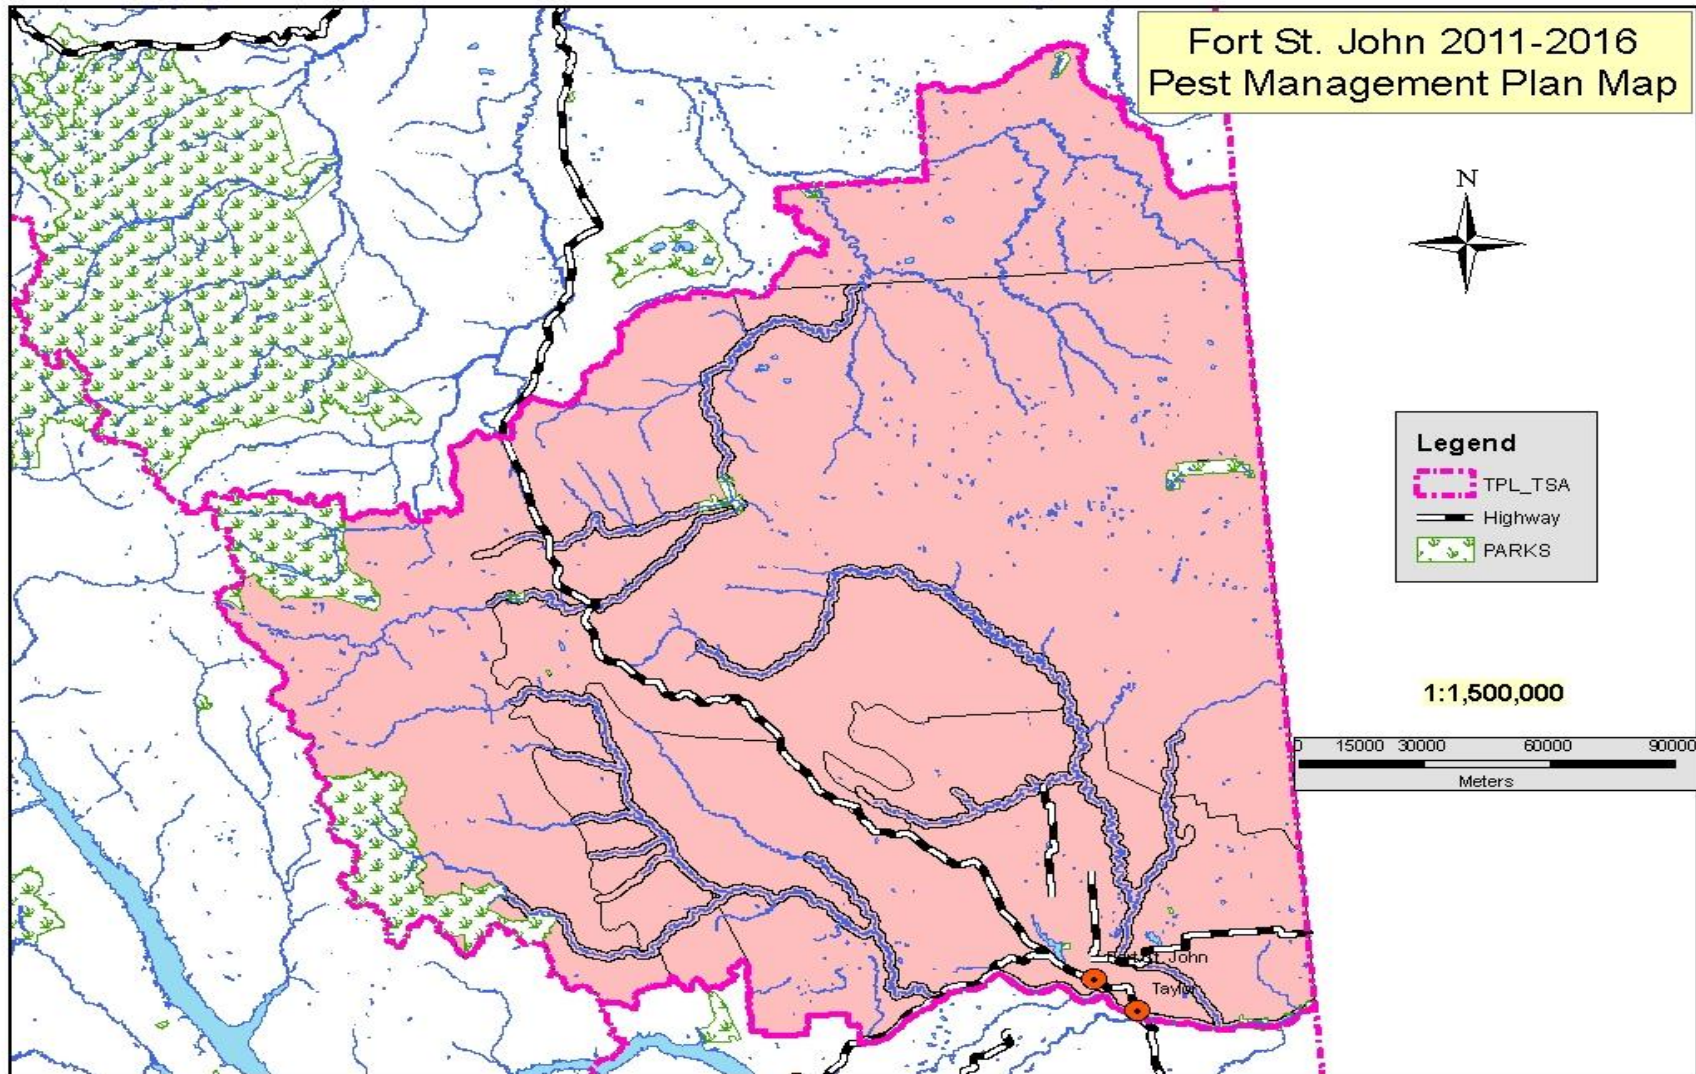 Fort St. John 2011-2016
Pest Management Plan Map
N
Legend
TPL_TSA
Highway
PARKS
1:1,500,000
0 15000 30000 60000 90000
Meters
Fort St. John
Taylor